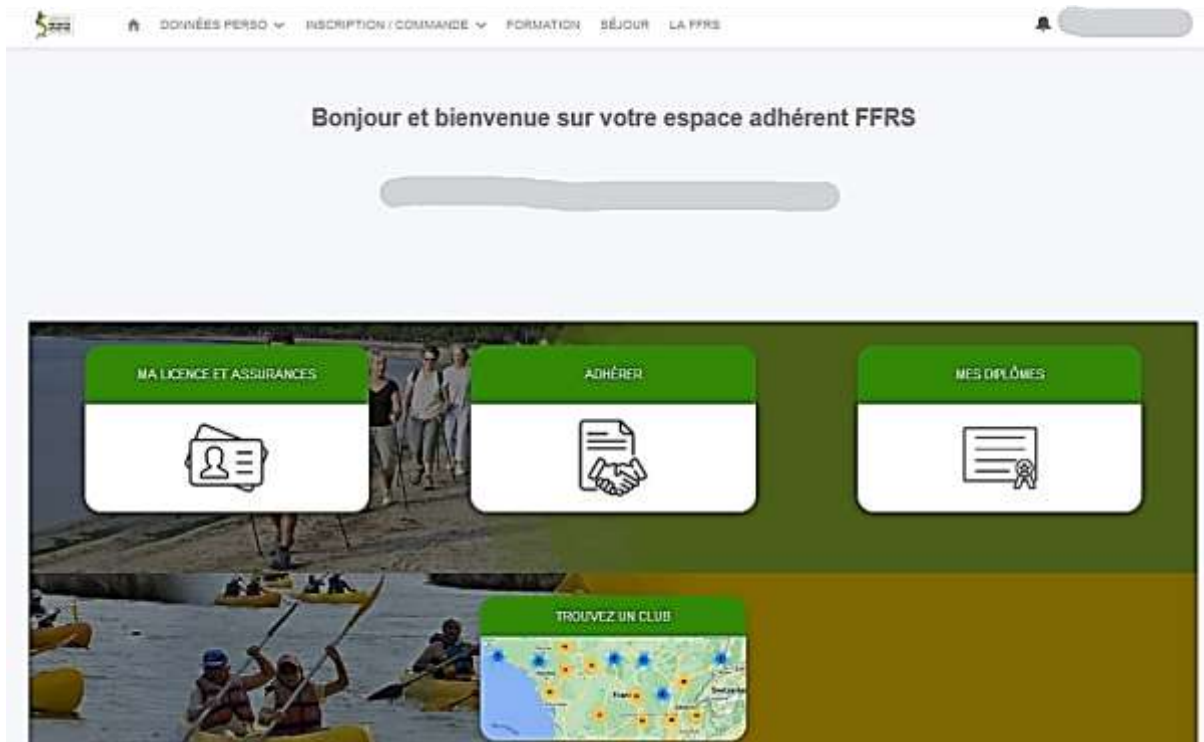 DONNÉES PERSO INSCRIPTION / COMMANDE FORMATION SÉJOUR LA FFRS
Bonjour et bienvenue sur votre espace adhérent FFRS
MA LICENCE ET ASSURANCES
ADHÉRER
MES DIPLÔMES
TROUVEZ UN CLUB